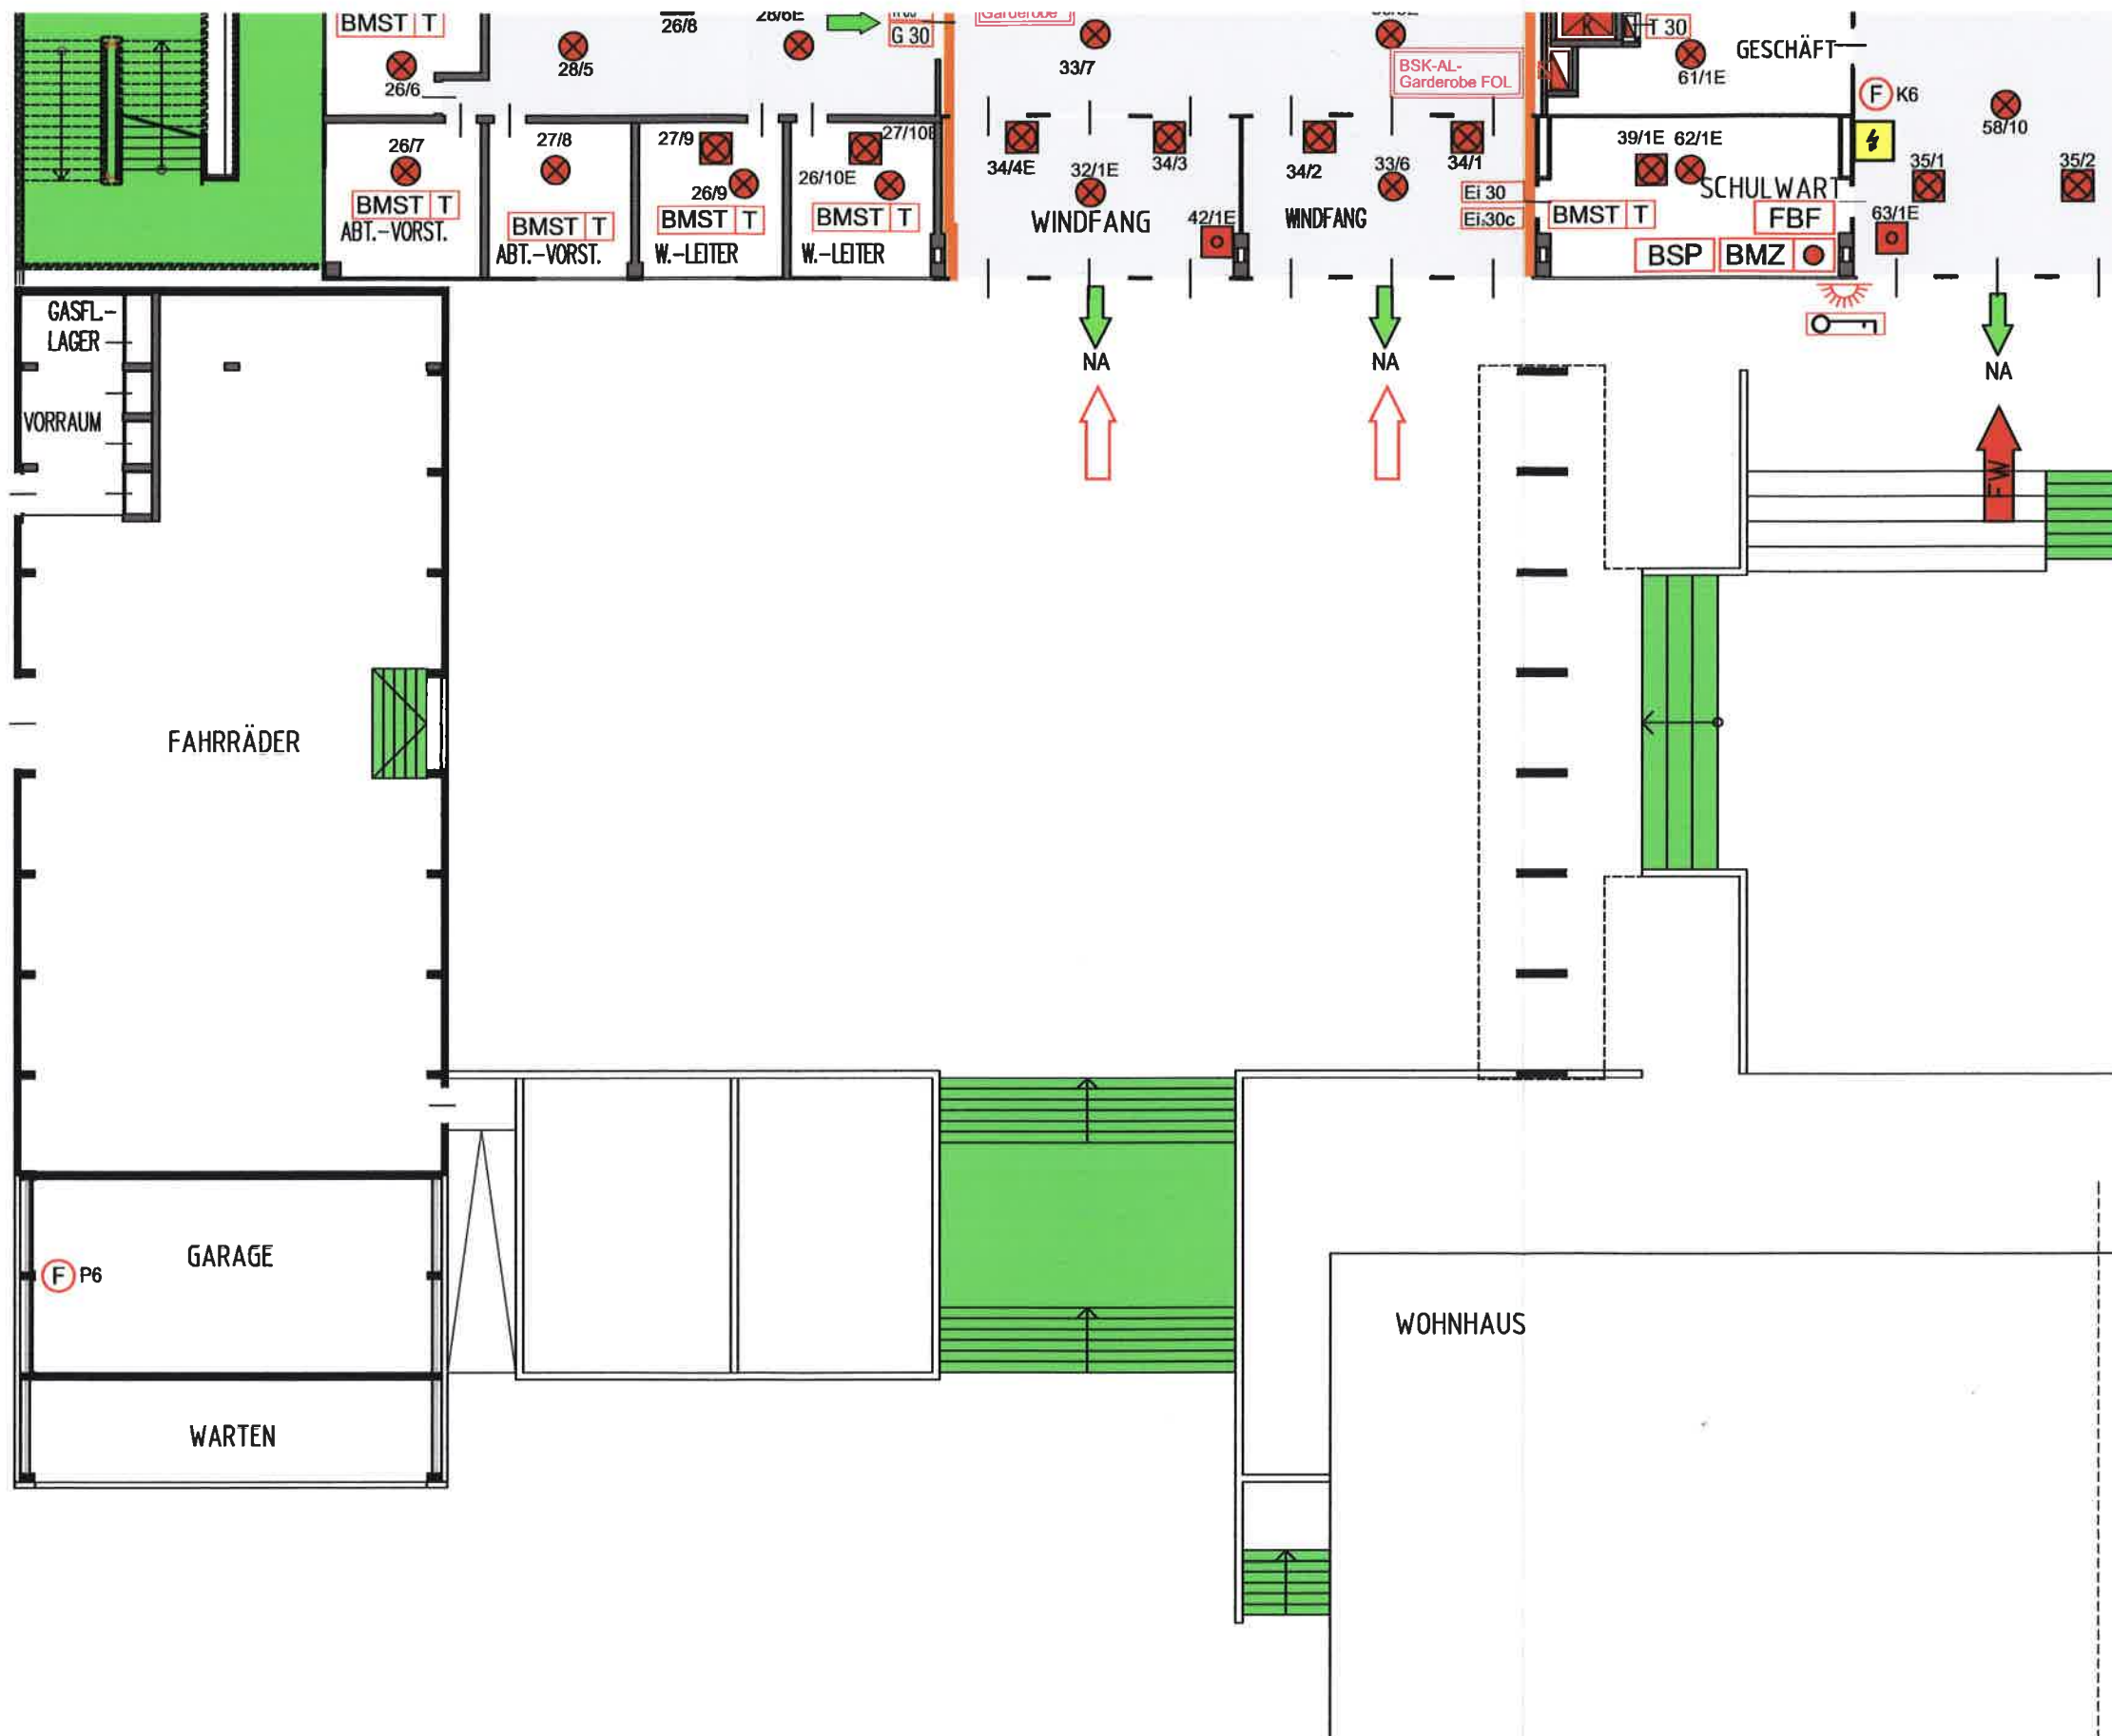 BMST T
26/6
28/5
26/8
28/6E
G 30
Garderobe
33/7
BSK-AL-
Garderobe FOL
K
T 30
61/1E
GESCHÄFT
F K6
58/10
26/7
BMST T
ABT.-VORST.
27/8
BMST T
ABT.-VORST.
27/9
26/9
BMST T
W.-LEITER
26/10E
BMST T
W.-LEITER
34/4E
32/1E
34/3
WINDFANG
42/1E
34/2
33/6
34/1
WINDFANG
Ei 30
Ei 30c
39/1E 62/1E
SCHULWART
BMST T
FBF
BSP BMZ
35/1
35/2
63/1E
GASFL.-
LAGER
VORRAUM
NA
NA
NA
FW
FAHRRÄDER
GARAGE
F P6
WARTEN
WOHNHAUS